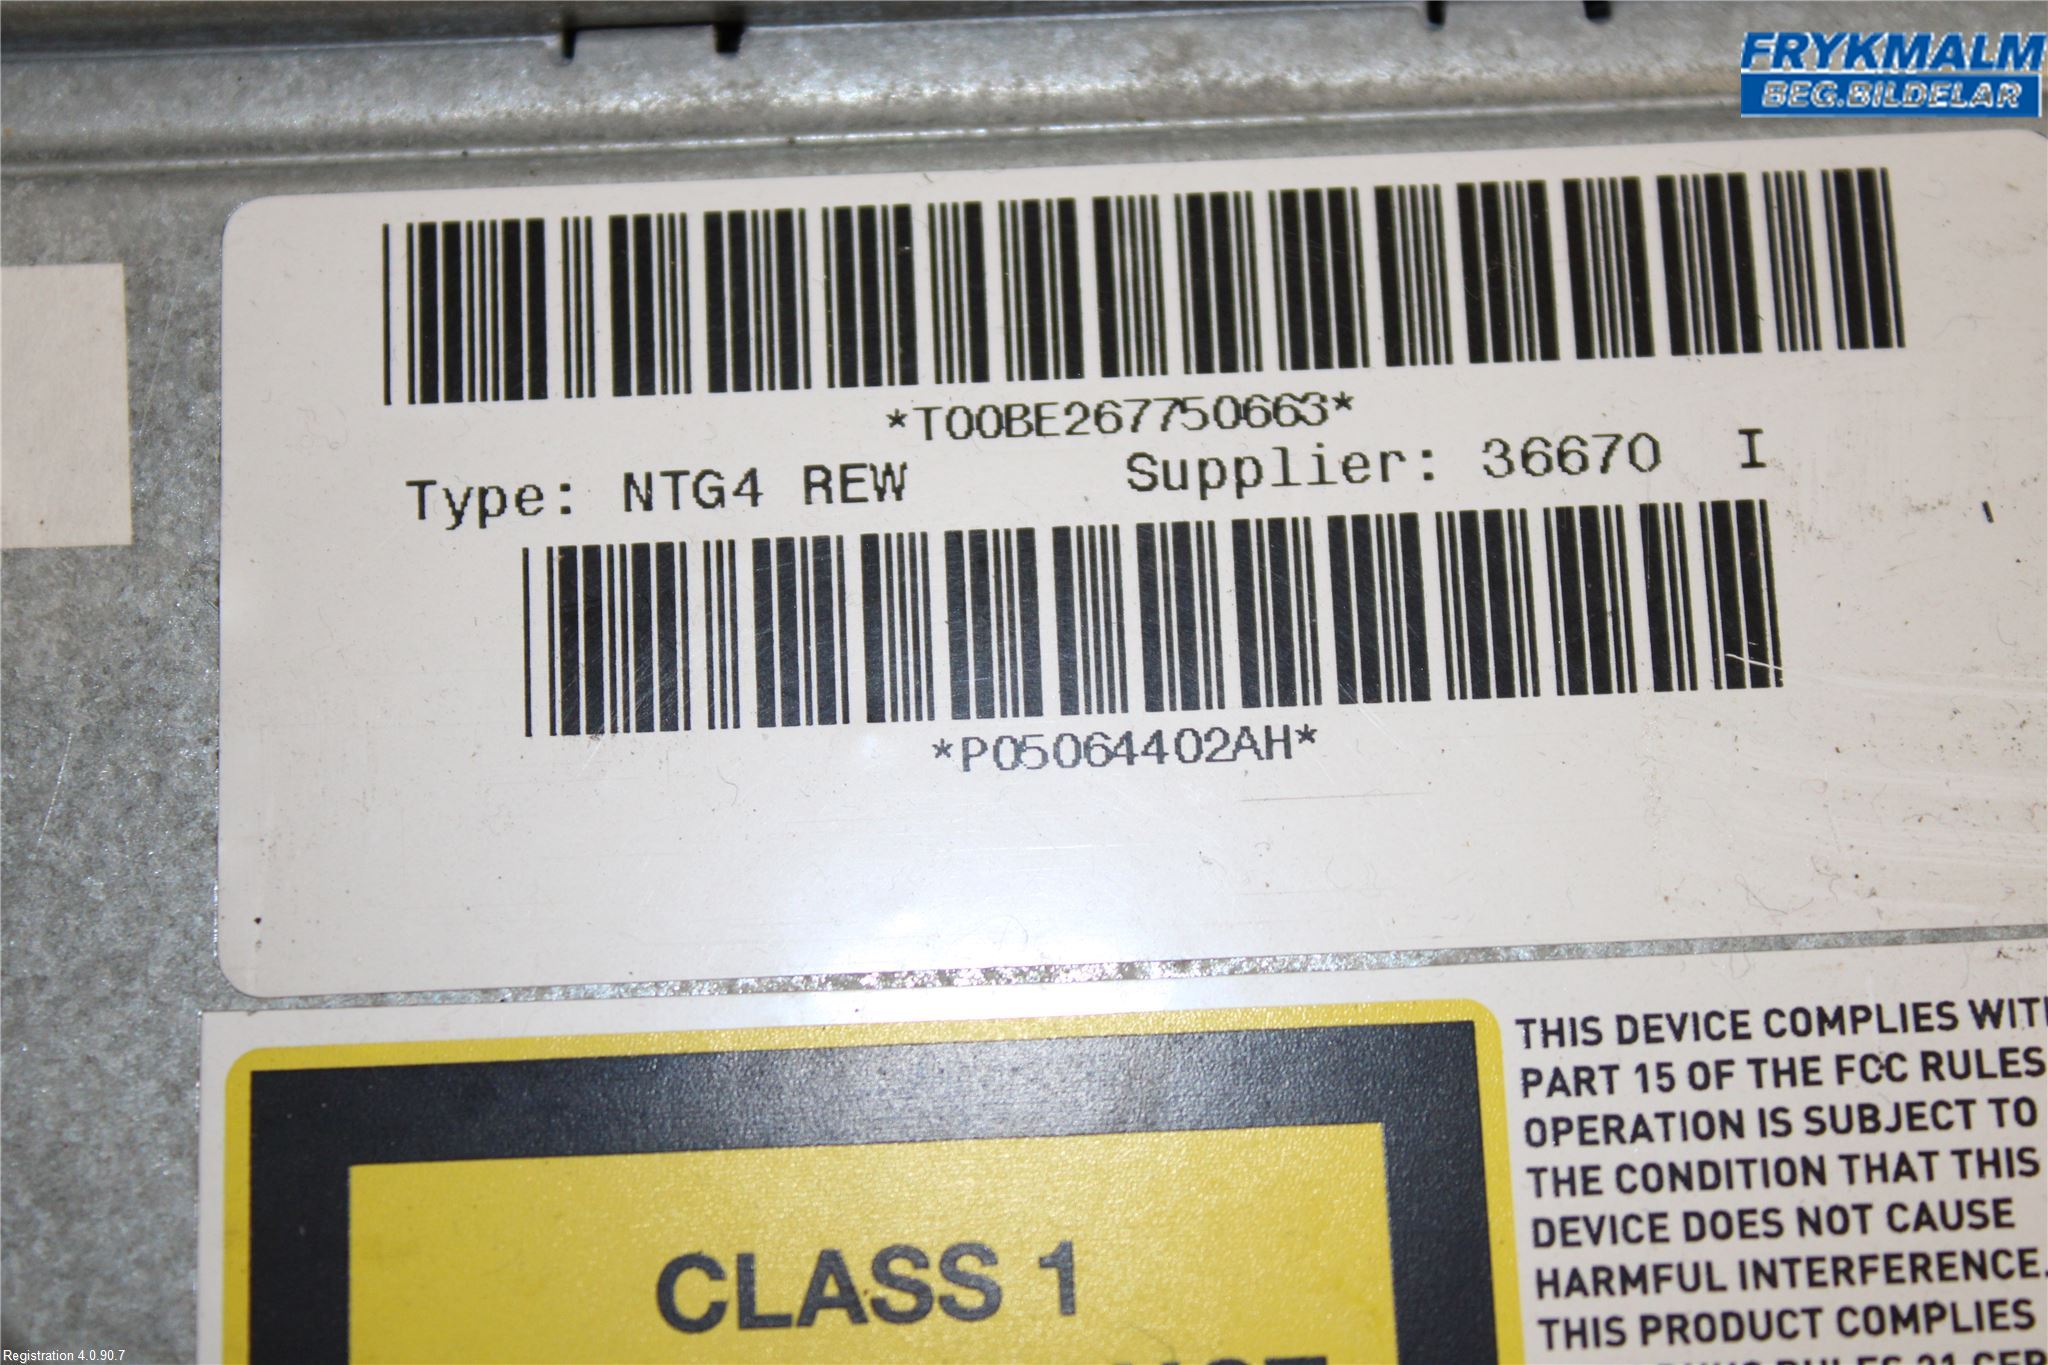 FRYKMALM
BEG.BILDELAR
*T00BE267750663*
Type: NTG4 REW Supplier: 36670 I
*P05064402AH*
CLASS 1
THIS DEVICE COMPLIES WITH
PART 15 OF THE FCC RULES
OPERATION IS SUBJECT TO
THE CONDITION THAT THIS
DEVICE DOES NOT CAUSE
HARMFUL INTERFERENCE.
THIS PRODUCT COMPLIES
Registration 4.0.90.7